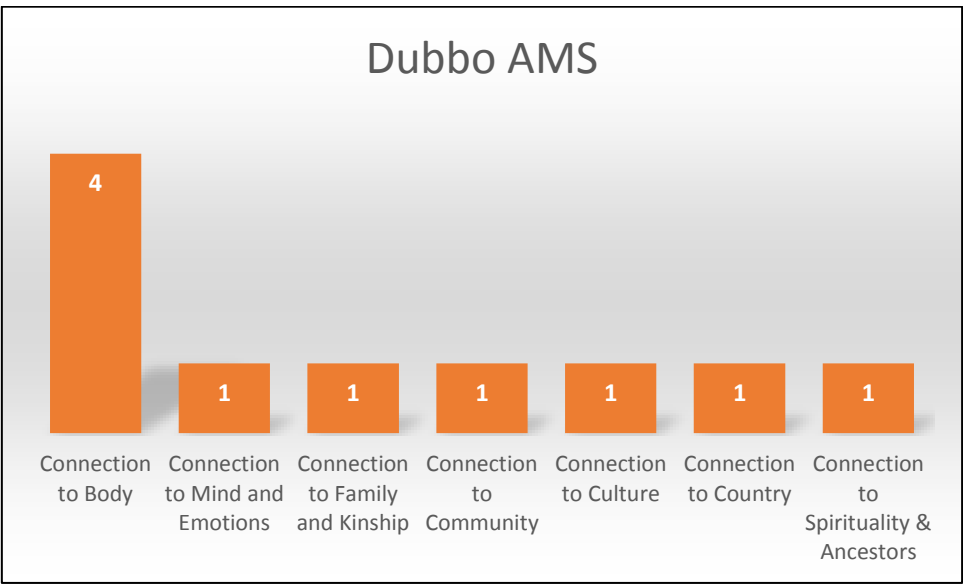 Dubbo AMS
4
1
1
1
1
1
1
Connection
to Body
Connection
to Mind and
Emotions
Connection
to Family
and Kinship
Connection
to
Community
Connection
to Culture
Connection
to Country
Connection
to
Spirituality &
Ancestors